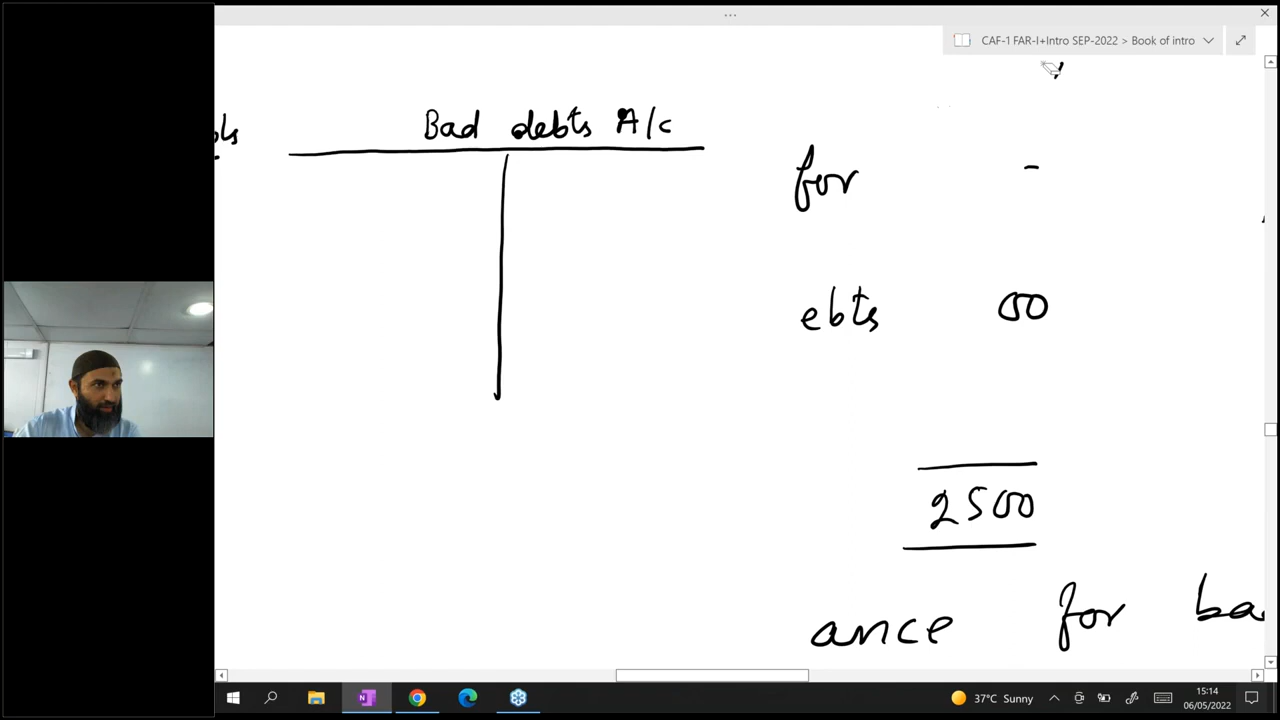 CAF-1 FAR-I+Intro SEP-2022 > Book of intro
Bad debts A/c
for -
ebts 00
2500
ance for ba
37°C Sunny
15:14
06/05/2022